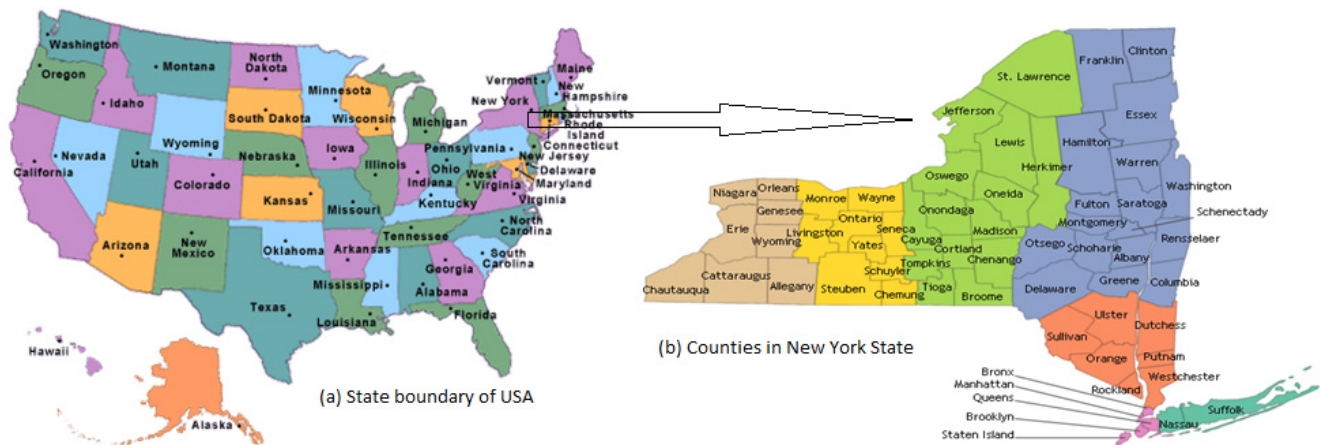 Washington
Oregon
Idaho
Montana
North
Dakota
Minnesota
South Dakota
Wisconsin
Wyoming
Nevada
California
Utah
Colorado
Nebraska
Iowa
Kansas
Missouri
Illinois
Michigan
Indiana
Ohio
Pennsylvania
New York
Vermont
Maine
New
Hampshire
Massachusetts
Rhode
Island
Connecticut
New Jersey
Delaware
Maryland
West
Virginia
Virginia
Kentucky
North
Carolina
Tennessee
South
Carolina
Arizona
New
Mexico
Oklahoma
Arkansas
Texas
Louisiana
Mississippi
Alabama
Georgia
Florida
Hawaii
Alaska
(a) State boundary of USA
Clinton
Franklin
St. Lawrence
Jefferson
Essex
Lewis
Hamilton
Herkimer
Warren
Washington
Oswego
Oneida
Fulton
Saratoga
Montgomery
Schenectady
Niagara
Orleans
Genesee
Erie
Wyoming
Monroe
Wayne
Ontario
Seneca
Livingston
Yates
Onondaga
Madison
Cayuga
Cortland
Chenango
Otsego
Schoharie
Albany
Rensselaer
Chautauqua
Cattaraugus
Allegany
Steuben
Schuyler
Chemung
Tompkins
Tioga
Broome
Delaware
Greene
Columbia
Ulster
Sullivan
Dutchess
Orange
Putnam
Westchester
Rockland
Bronx
Manhattan
Queens
Brooklyn
Staten Island
Nassau
Suffolk
(b) Counties in New York State